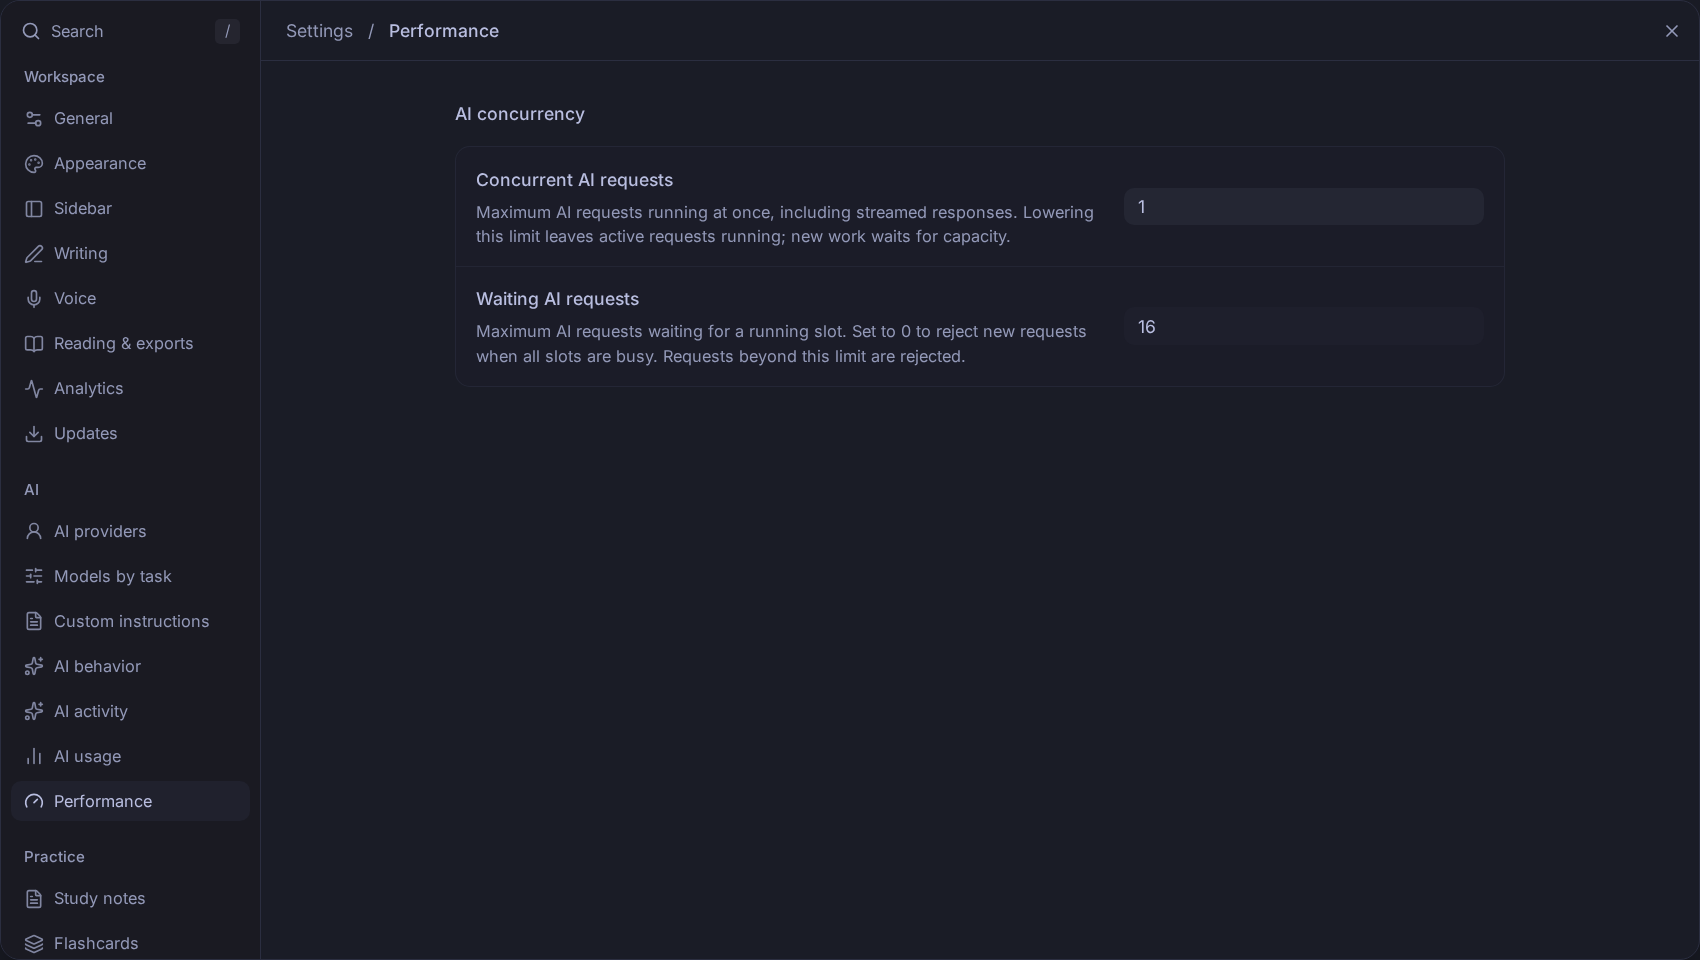 Search
/
Workspace
General
Appearance
Sidebar
Writing
Voice
Reading & exports
Analytics
Updates
AI
AI providers
Models by task
Custom instructions
AI behavior
AI activity
AI usage
Performance
Practice
Study notes
Flashcards
Settings / Performance
AI concurrency
Concurrent AI requests
Maximum AI requests running at once, including streamed responses. Lowering
this limit leaves active requests running; new work waits for capacity.
1
Waiting AI requests
Maximum AI requests waiting for a running slot. Set to 0 to reject new requests
when all slots are busy. Requests beyond this limit are rejected.
16